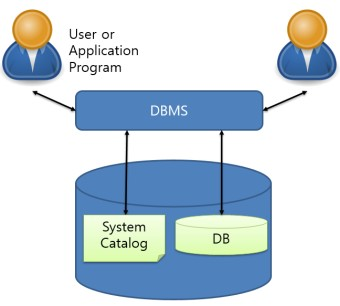 User or
Application
Program
DBMS
System
Catalog
DB